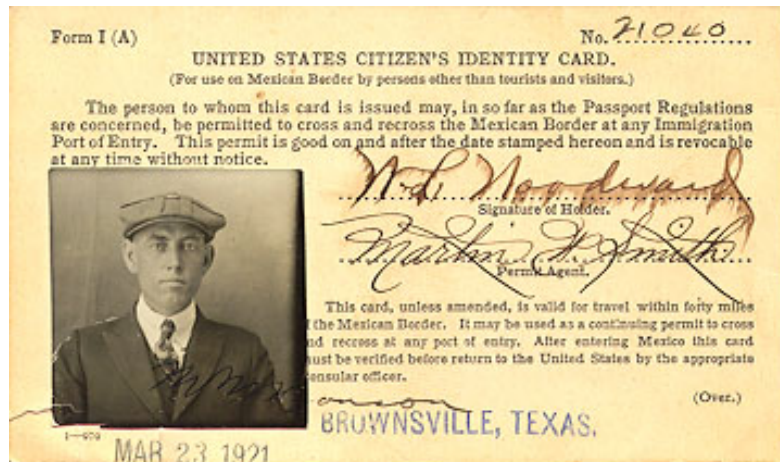 Form I (A)
No. 21040
UNITED STATES CITIZEN'S IDENTITY CARD.
(For use on Mexican Border by persons other than tourists and visitors.)
The person to whom this card is issued may, in so far as the Passport Regulations
are concerned, be permitted to cross and recross the Mexican Border at any Immigration
Port of Entry. This permit is good on and after the date stamped hereon and is revocable
at any time without notice.
W. L. Woodward
Signature of Holder.
Martin H. Smith
Permit Agent.
This card, unless amended, is valid for travel within forty miles
the Mexican Border. It may be used as a continuing permit to cross
and recross at any port of entry. After entering Mexico this card
must be verified before return to the United States by the appropriate
consular officer.
(Over.)
BROWNSVILLE, TEXAS.
MAR 23 1921